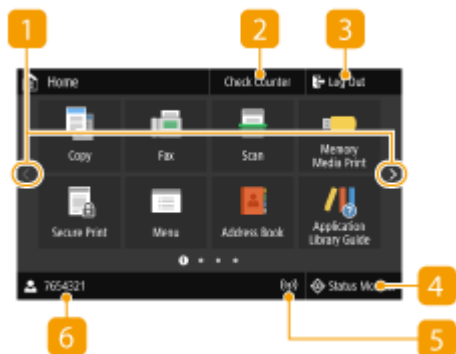 1
2
3
Home
Check Counter
Log Out
Copy
Fax
Scan
Memory
Media Print
Secure Print
Menu
Address Book
Application
Library Guide
7654321
Status Mo
4
6
5